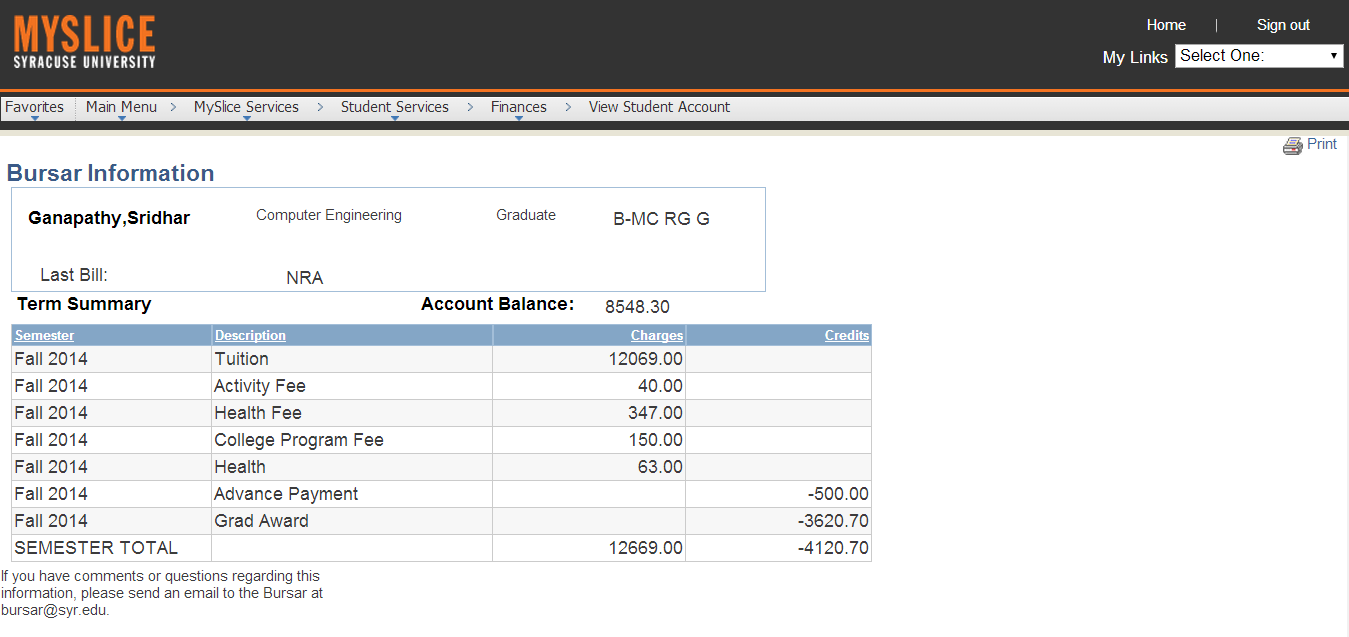 MYSLICE
SYRACUSE UNIVERSITY
Home | Sign out
My Links Select One:
Favorites Main Menu > MySlice Services > Student Services > Finances > View Student Account
Print
Bursar Information
Ganapathy,Sridhar Computer Engineering Graduate B-MC RG G
Last Bill: NRA
Term Summary Account Balance: 8548.30
Semester Description Charges Credits
Fall 2014 Tuition 12069.00
Fall 2014 Activity Fee 40.00
Fall 2014 Health Fee 347.00
Fall 2014 College Program Fee 150.00
Fall 2014 Health 63.00
Fall 2014 Advance Payment -500.00
Fall 2014 Grad Award -3620.70
SEMESTER TOTAL 12669.00 -4120.70
If you have comments or questions regarding this
information, please send an email to the Bursar at
bursar@syr.edu.